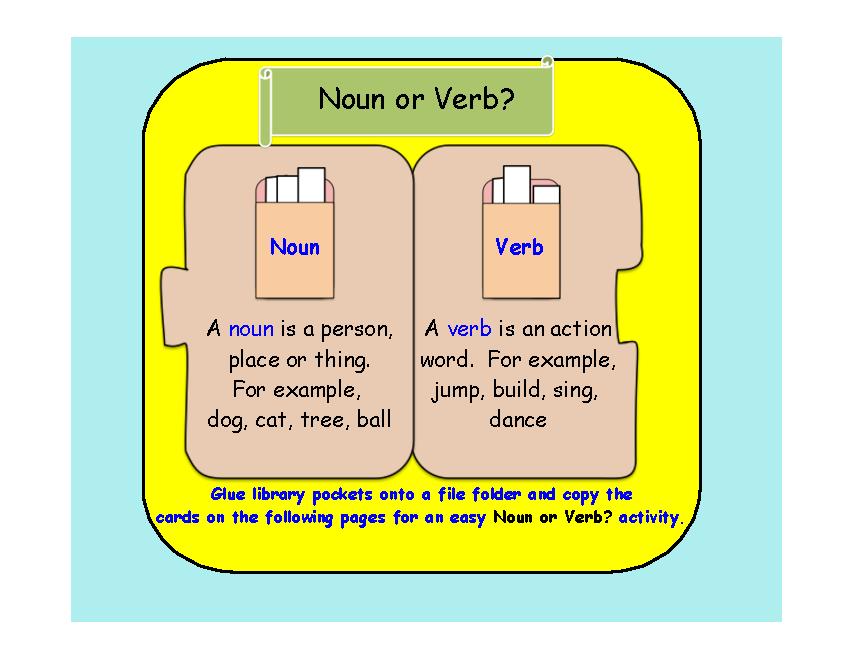 Noun or Verb?
Noun
A noun is a person,
place or thing.
For example,
dog, cat, tree, ball
Verb
A verb is an action
word. For example,
jump, build, sing,
dance
Glue library pockets onto a file folder and copy the
cards on the following pages for an easy Noun or Verb? activity.